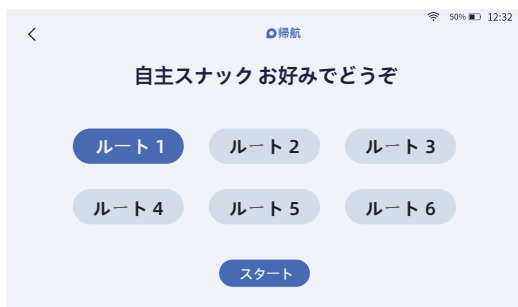 50% 12:32
帰航
自主スナック お好みでどうぞ
ルート 1 ルート 2 ルート 3
ルート 4 ルート 5 ルート 6
スタート